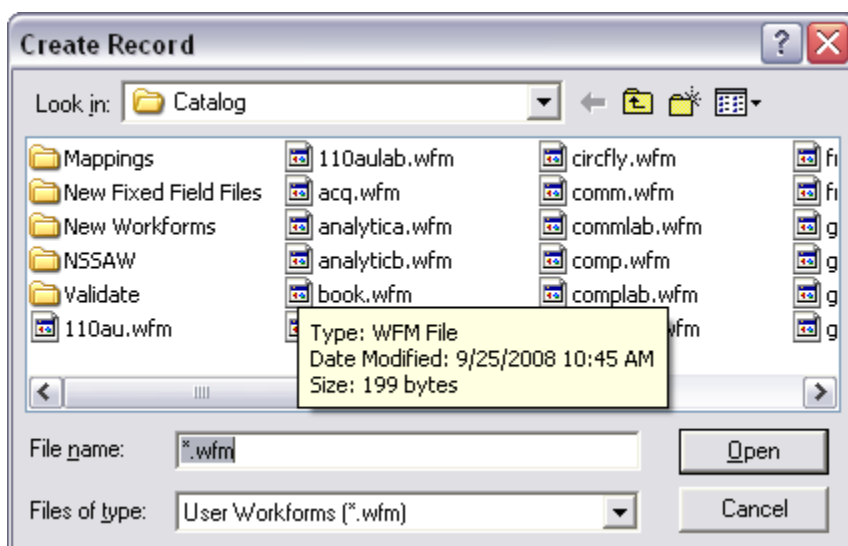 Create Record
Look in: Catalog
Mappings
New Fixed Field Files
New Workforms
NSSAW
Validate
110au.wfm
110aulab.wfm
acq.wfm
analytica.wfm
analyticb.wfm
book.wfm
circfly.wfm
comm.wfm
commlab.wfm
comp.wfm
complab.wfm
Type: WFM File
Date Modified: 9/25/2008 10:45 AM
Size: 199 bytes
File name: *.wfm
Open
Files of type: User Workforms (*.wfm)
Cancel